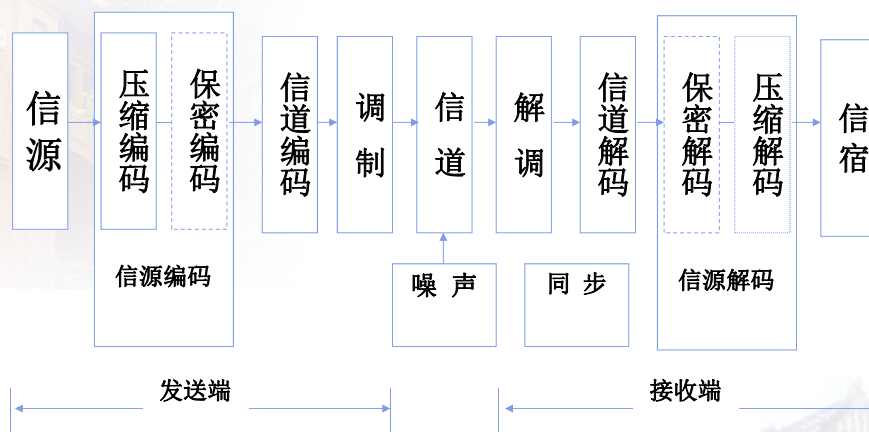 信源
压缩编码
保密编码
信道编码
调制
信道
解调
信道解码
保密解码
压缩解码
信宿
信源编码
噪 声
同 步
信源解码
发送端
接收端